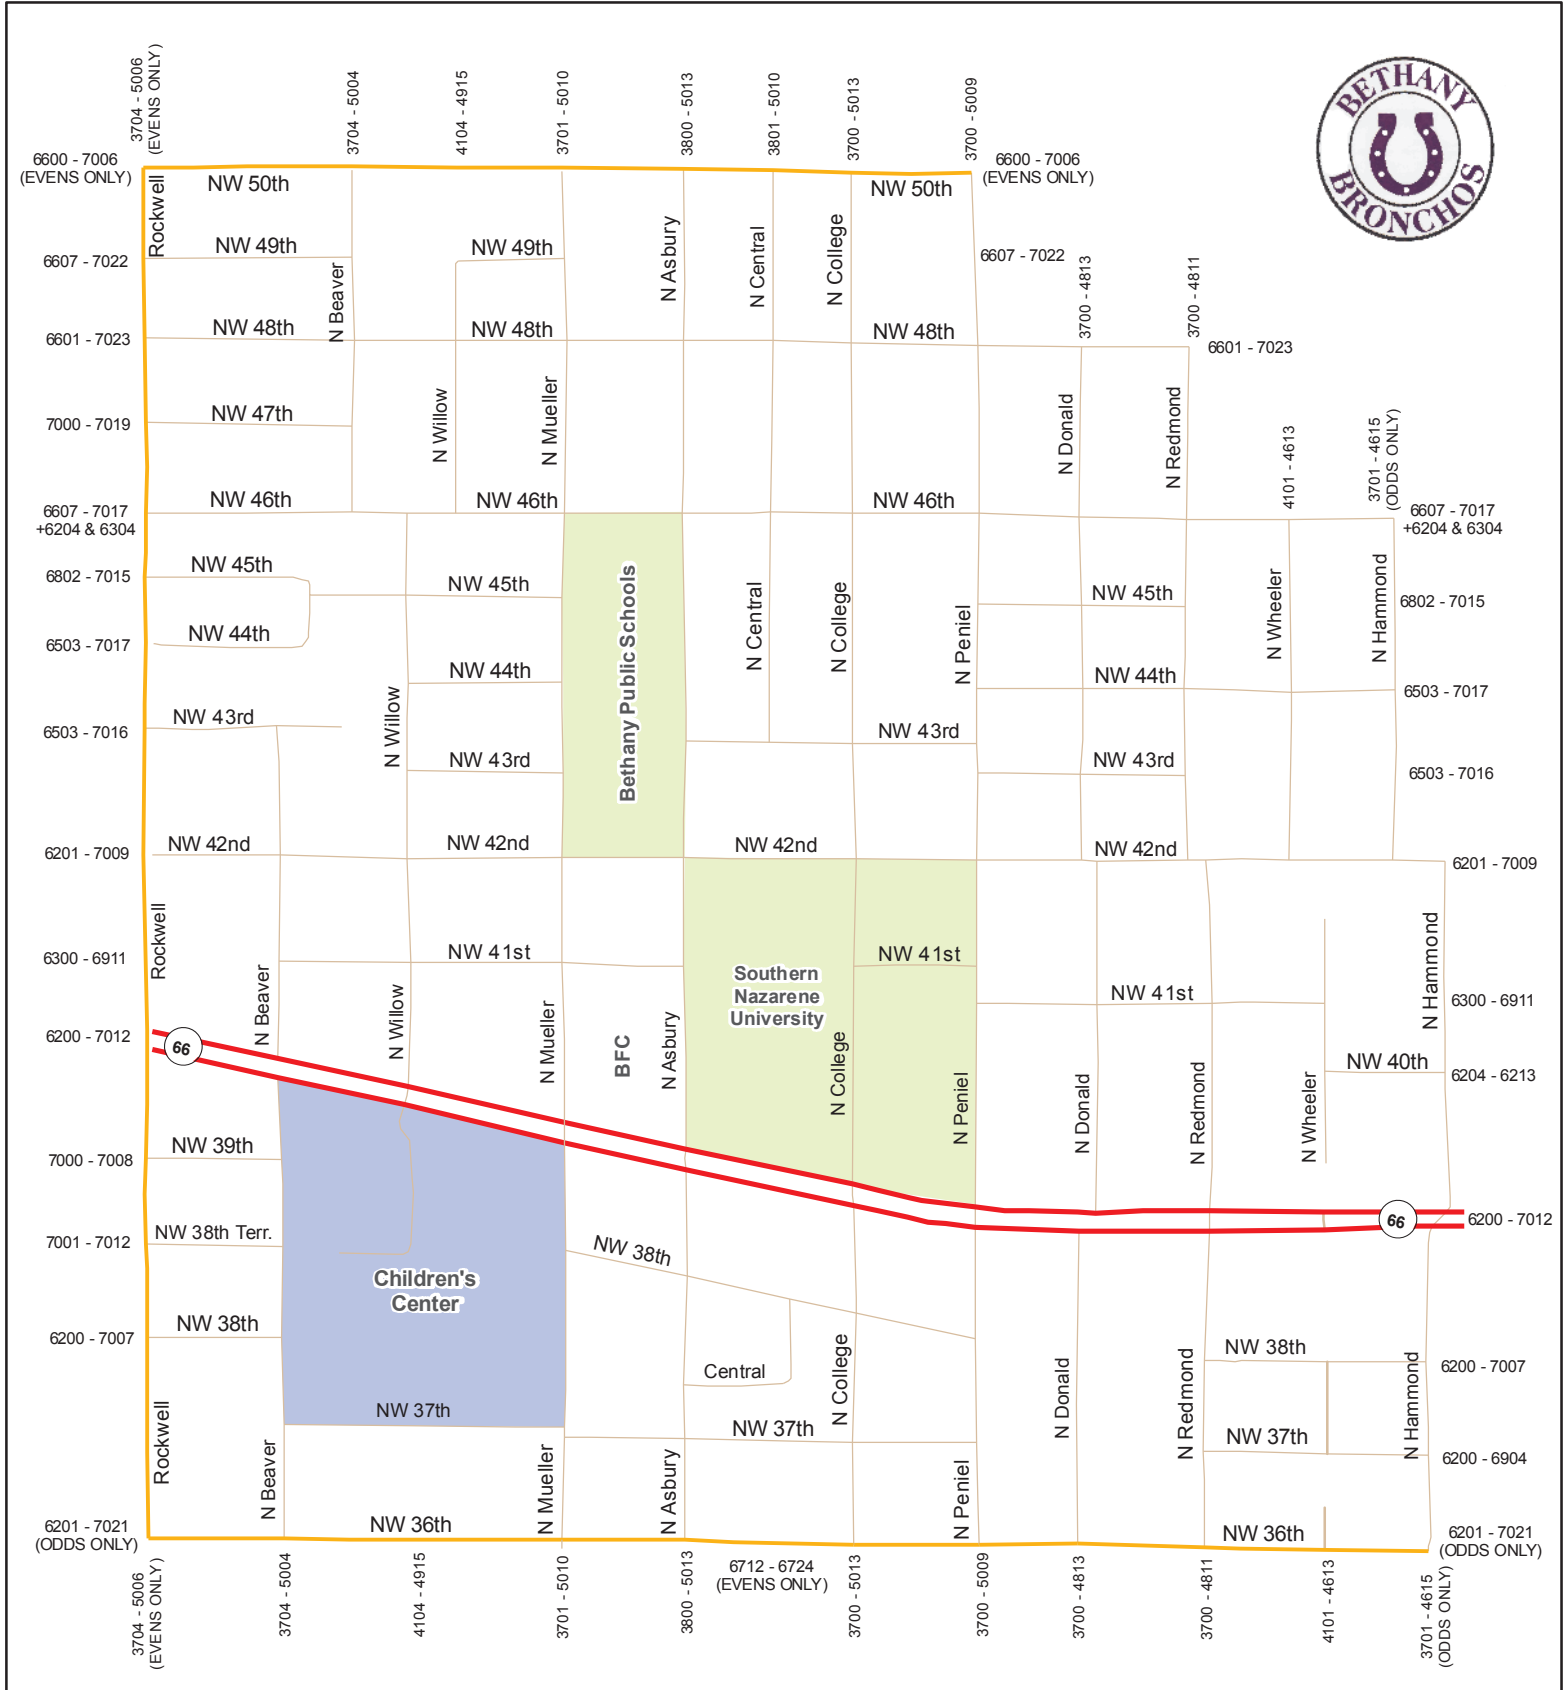 3704 - 5006
(EVENS ONLY)
3704 - 5004
4104 - 4915
3701 - 5010
3800 - 5013
3801 - 5010
3700 - 5013
3700 - 5009
BETHANY
BRONCHOS
6600 - 7006
(EVENS ONLY)
6600 - 7006
(EVENS ONLY)
NW 50th
NW 50th
Rockwell
N Asbury
N Central
N College
NW 49th
NW 49th
6607 - 7022
6607 - 7022
3700 - 4813
3700 - 4811
N Beaver
NW 48th
NW 48th
NW 48th
6601 - 7023
6601 - 7023
N Willow
N Mueller
N Donald
N Redmond
NW 47th
7000 - 7019
4101 - 4613
3701 - 4615
(ODDS ONLY)
NW 46th
NW 46th
NW 46th
6607 - 7017
+6204 & 6304
6607 - 7017
+6204 & 6304
NW 45th
NW 45th
NW 45th
6802 - 7015
6802 - 7015
Bethany Public Schools
N Central
N College
N Peniel
N Wheeler
N Hammond
NW 44th
NW 44th
NW 44th
6503 - 7017
6503 - 7017
N Willow
NW 43rd
NW 43rd
NW 43rd
NW 43rd
6503 - 7016
6503 - 7016
NW 42nd
NW 42nd
NW 42nd
NW 42nd
6201 - 7009
6201 - 7009
Rockwell
NW 41st
NW 41st
NW 41st
6300 - 6911
6300 - 6911
Southern
Nazarene
University
N Beaver
N Willow
N Mueller
BFC
N Asbury
N College
N Peniel
N Donald
N Redmond
N Wheeler
N Hammond
6200 - 7012
66
NW 40th
6204 - 6213
NW 39th
7000 - 7008
66
6200 - 7012
NW 38th Terr.
7001 - 7012
NW 38th
Children's
Center
NW 38th
6200 - 7007
NW 38th
6200 - 7007
Central
N College
N Donald
N Redmond
N Hammond
NW 37th
NW 37th
NW 37th
6200 - 6904
Rockwell
N Beaver
N Mueller
N Asbury
N Peniel
NW 36th
NW 36th
6201 - 7021
(ODDS ONLY)
6201 - 7021
(ODDS ONLY)
3704 - 5006
(EVENS ONLY)
3704 - 5004
4104 - 4915
3701 - 5010
3800 - 5013
6712 - 6724
(EVENS ONLY)
3700 - 5013
3700 - 5009
3700 - 4813
3700 - 4811
4101 - 4613
3701 - 4615
(ODDS ONLY)